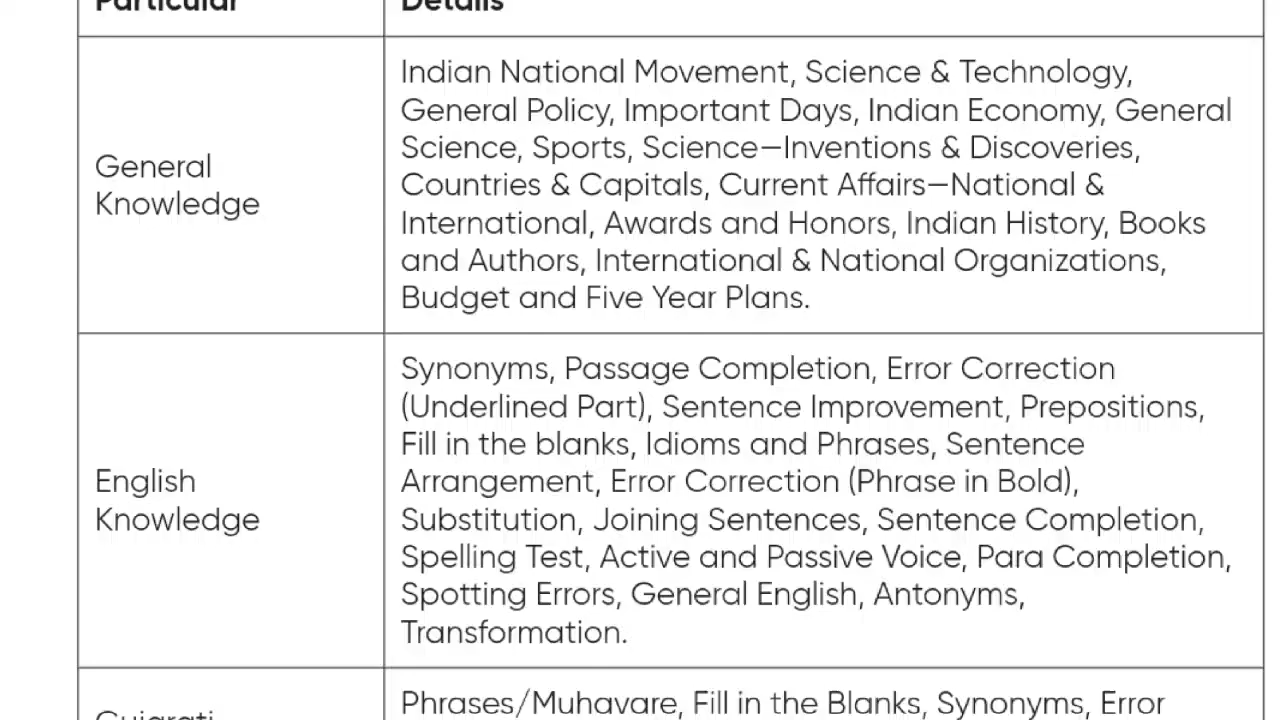 Particular Details
General Knowledge
Indian National Movement, Science & Technology,
General Policy, Important Days, Indian Economy, General
Science, Sports, Science—Inventions & Discoveries,
Countries & Capitals, Current Affairs—National &
International, Awards and Honors, Indian History, Books
and Authors, International & National Organizations,
Budget and Five Year Plans.
English Knowledge
Synonyms, Passage Completion, Error Correction
(Underlined Part), Sentence Improvement, Prepositions,
Fill in the blanks, Idioms and Phrases, Sentence
Arrangement, Error Correction (Phrase in Bold),
Substitution, Joining Sentences, Sentence Completion,
Spelling Test, Active and Passive Voice, Para Completion,
Spotting Errors, General English, Antonyms,
Transformation.
Gujarati
Phrases/Muhavare, Fill in the Blanks, Synonyms, Error